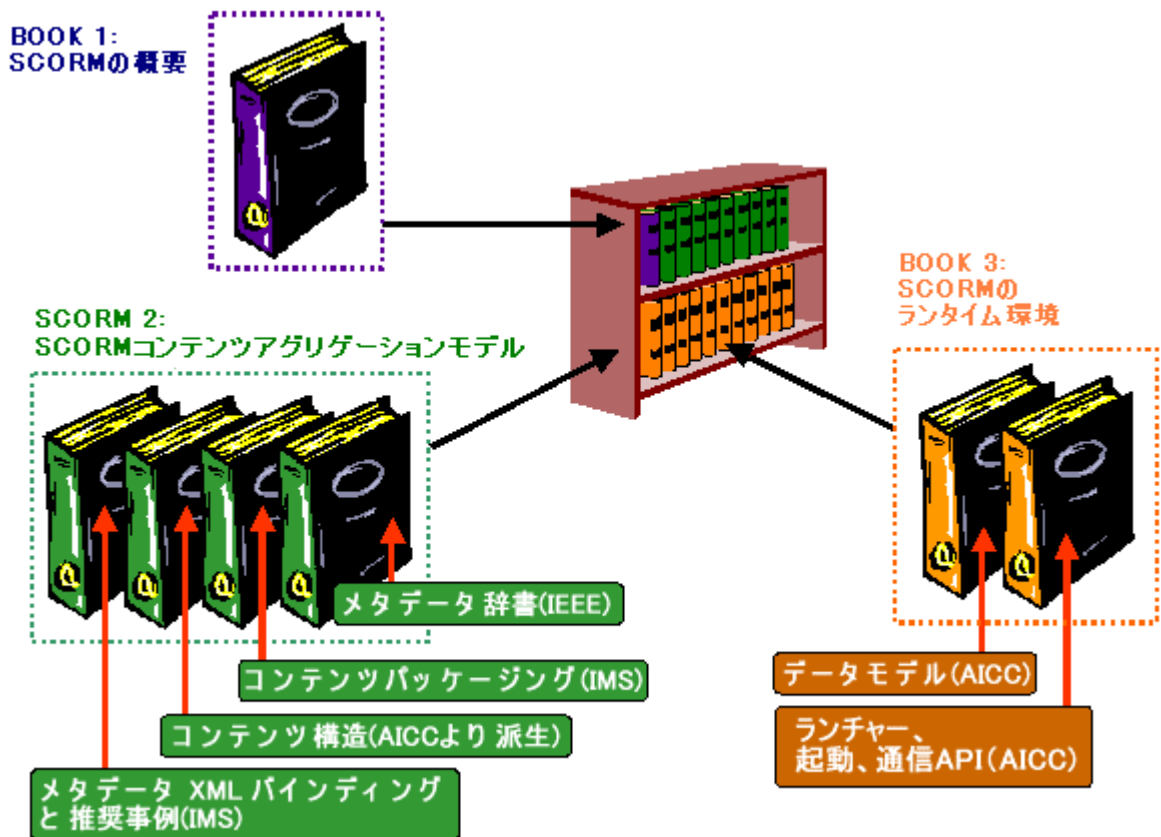 BOOK 1:
SCORMの概要
BOOK 3:
SCORMの
ランタイム環境
SCORM 2:
SCORMコンテンツアグリゲーションモデル
メタデータ辞書(IEEE)
コンテンツパッケージング(IMS)
コンテンツ構造(AICCより派生)
メタデータ XML バインディング
と推奨事例(IMS)
データモデル(AICC)
ランチャー、
起動、通信API(AICC)